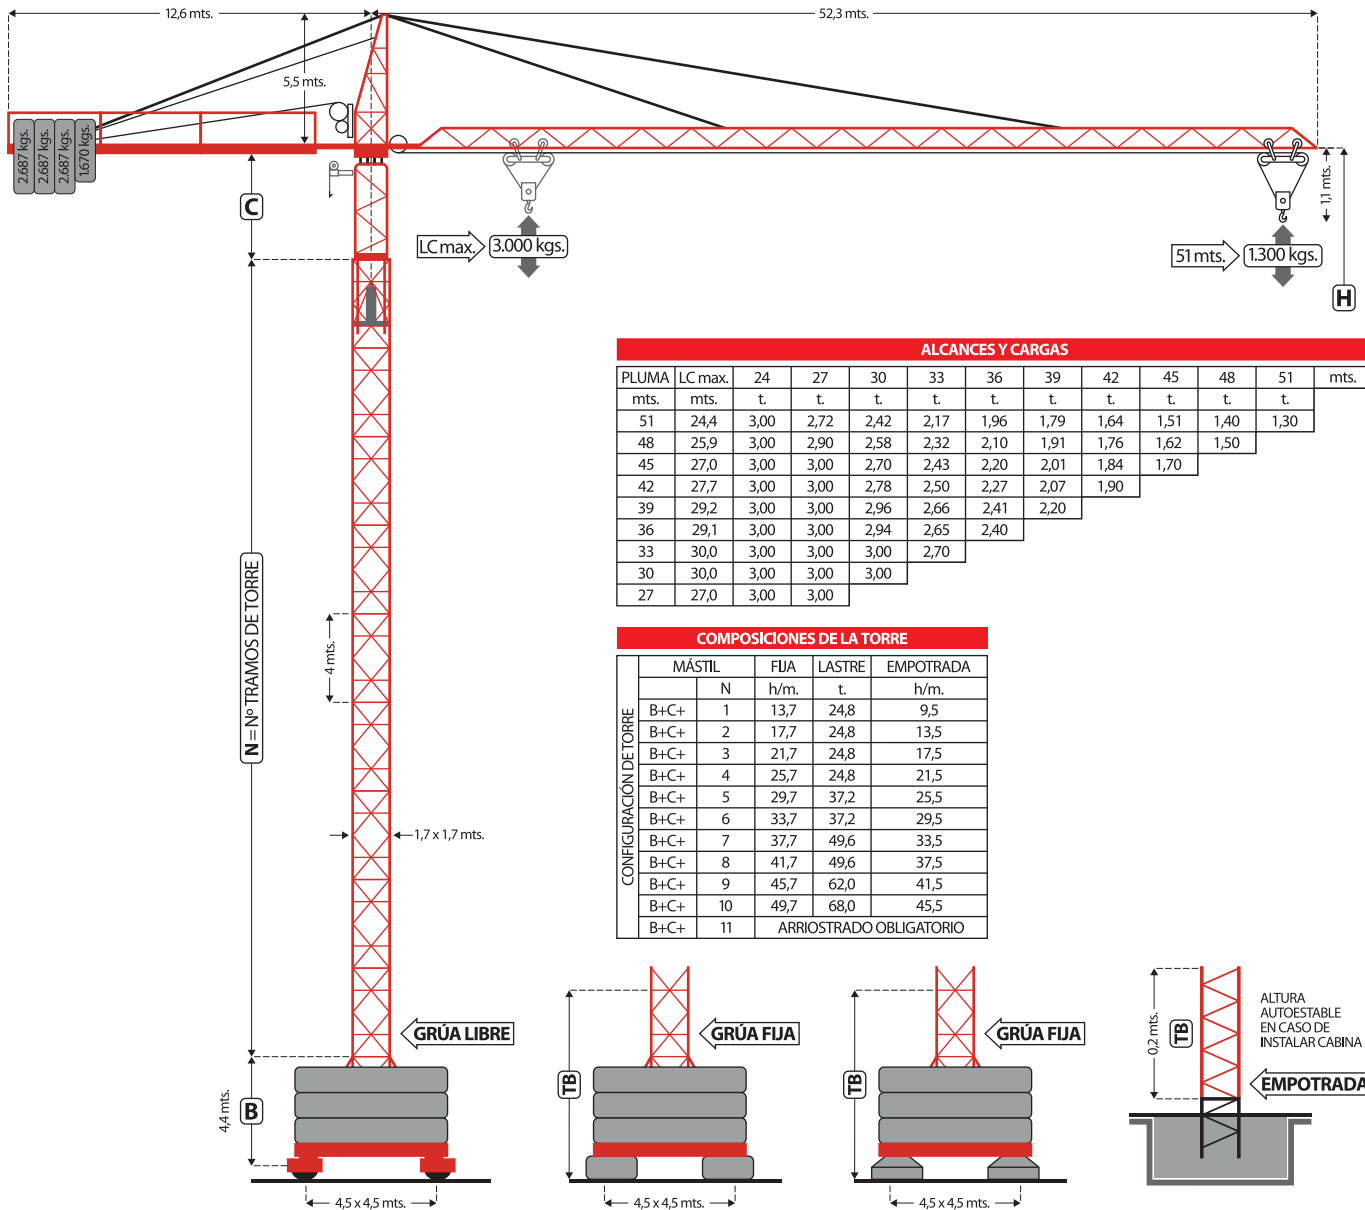 12,6 mts.
52,3 mts.
5,5 mts.
2.687 kgs.
2.687 kgs.
2.687 kgs.
1.670 kgs.
C
LC max.
3.000 kgs.
51 mts.
1.300 kgs.
1,1 mts.
H
ALCANCES Y CARGAS
PLUMA LC max. 24 27 30 33 36 39 42 45 48 51 mts.
mts. mts. t. t. t. t. t. t. t. t. t. t.
51 24,4 3,00 2,72 2,42 2,17 1,96 1,79 1,64 1,51 1,40 1,30
48 25,9 3,00 2,90 2,58 2,32 2,10 1,91 1,76 1,62 1,50
45 27,0 3,00 3,00 2,70 2,43 2,20 2,01 1,84 1,70
42 27,7 3,00 3,00 2,78 2,50 2,27 2,07 1,90
39 29,2 3,00 3,00 2,96 2,66 2,41 2,20
36 29,1 3,00 3,00 2,94 2,65 2,40
33 30,0 3,00 3,00 3,00 2,70
30 30,0 3,00 3,00 3,00
27 27,0 3,00 3,00
N = Nº TRAMOS DE TORRE
4 mts.
1,7 x 1,7 mts.
COMPOSICIONES DE LA TORRE
CONFIGURACIÓN DE TORRE
MÁSTIL FIJA LASTRE EMPOTRADA
N h/m. t. h/m.
B+C+ 1 13,7 24,8 9,5
B+C+ 2 17,7 24,8 13,5
B+C+ 3 21,7 24,8 17,5
B+C+ 4 25,7 24,8 21,5
B+C+ 5 29,7 37,2 25,5
B+C+ 6 33,7 37,2 29,5
B+C+ 7 37,7 49,6 33,5
B+C+ 8 41,7 49,6 37,5
B+C+ 9 45,7 62,0 41,5
B+C+ 10 49,7 68,0 45,5
B+C+ 11 ARRIOSTRADO OBLIGATORIO
GRÚA LIBRE
4,4 mts.
B
4,5 x 4,5 mts.
GRÚA FIJA
TB
4,5 x 4,5 mts.
GRÚA FIJA
TB
4,5 x 4,5 mts.
0,2 mts.
TB
ALTURA
AUTOESTABLE
EN CASO DE
INSTALAR CABINA
EMPOTRADA